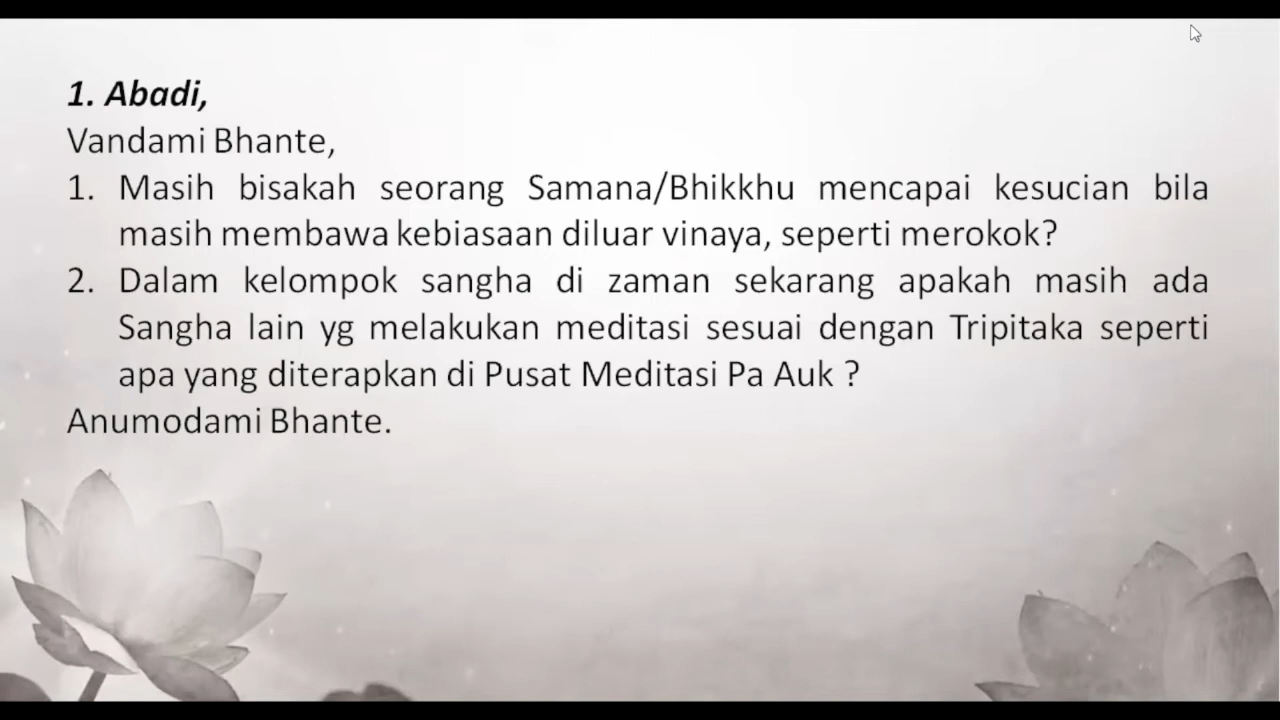 1. Abadi,
Vandami Bhante,
1. Masih bisakah seorang Samana/Bhikkhu mencapai kesucian bila
masih membawa kebiasaan diluar vinaya, seperti merokok?
2. Dalam kelompok sangha di zaman sekarang apakah masih ada
Sangha lain yg melakukan meditasi sesuai dengan Tripitaka seperti
apa yang diterapkan di Pusat Meditasi Pa Auk ?
Anumodami Bhante.